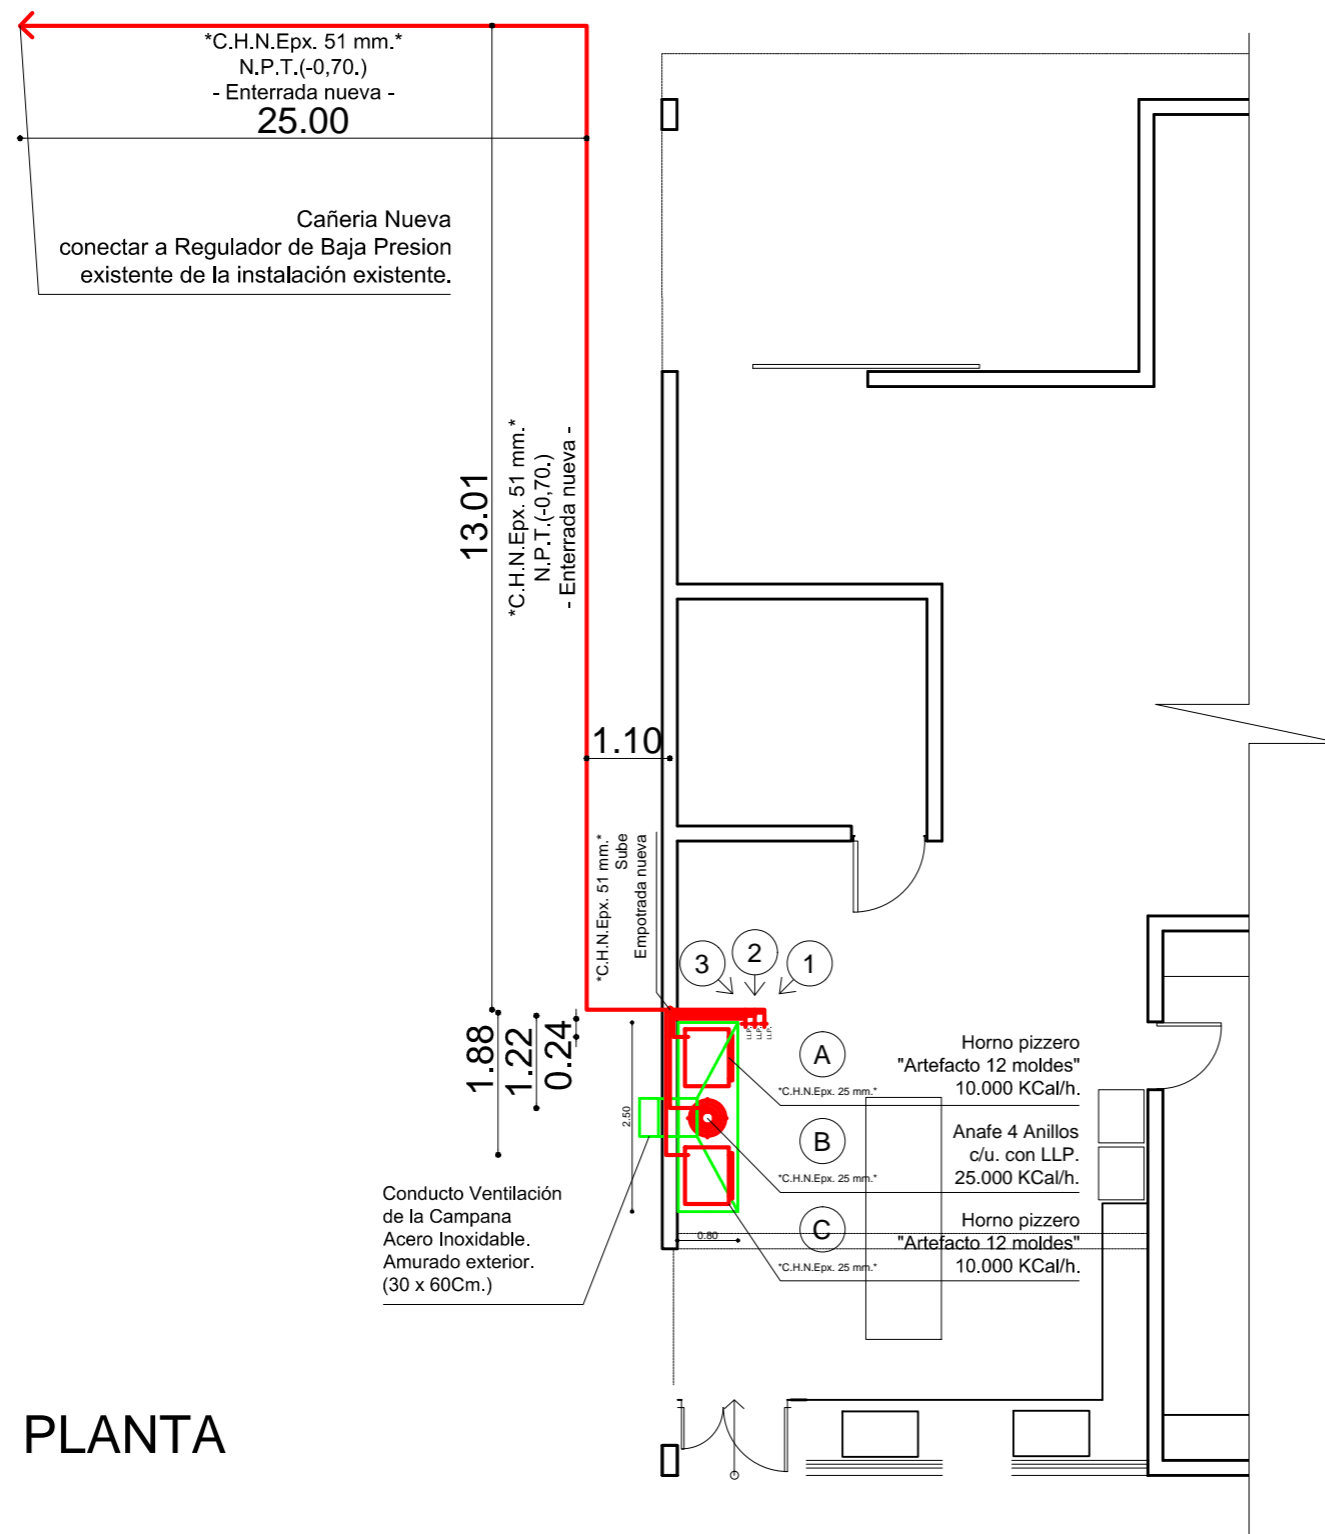 *C.H.N.Epx. 51 mm.*
N.P.T.(-0,70.)
- Enterrada nueva -
25.00
Cañeria Nueva
conectar a Regulador de Baja Presion
existente de la instalación existente.
13.01
*C.H.N.Epx. 51 mm.*
N.P.T.(-0,70.)
- Enterrada nueva -
1.10
*C.H.N.Epx. 51 mm.*
Sube
Empotrada nueva
3
2
1
LLP.
LLP.
LLP.
1.88
1.22
0.24
2.50
A
Horno pizzero
"Artefacto 12 moldes"
10.000 KCal/h.
*C.H.N.Epx. 25 mm.*
B
Anafe 4 Anillos
c/u. con LLP.
25.000 KCal/h.
*C.H.N.Epx. 25 mm.*
C
Horno pizzero
"Artefacto 12 moldes"
10.000 KCal/h.
*C.H.N.Epx. 25 mm.*
0.80
Conducto Ventilación
de la Campana
Acero Inoxidable.
Amurado exterior.
(30 x 60Cm.)
PLANTA